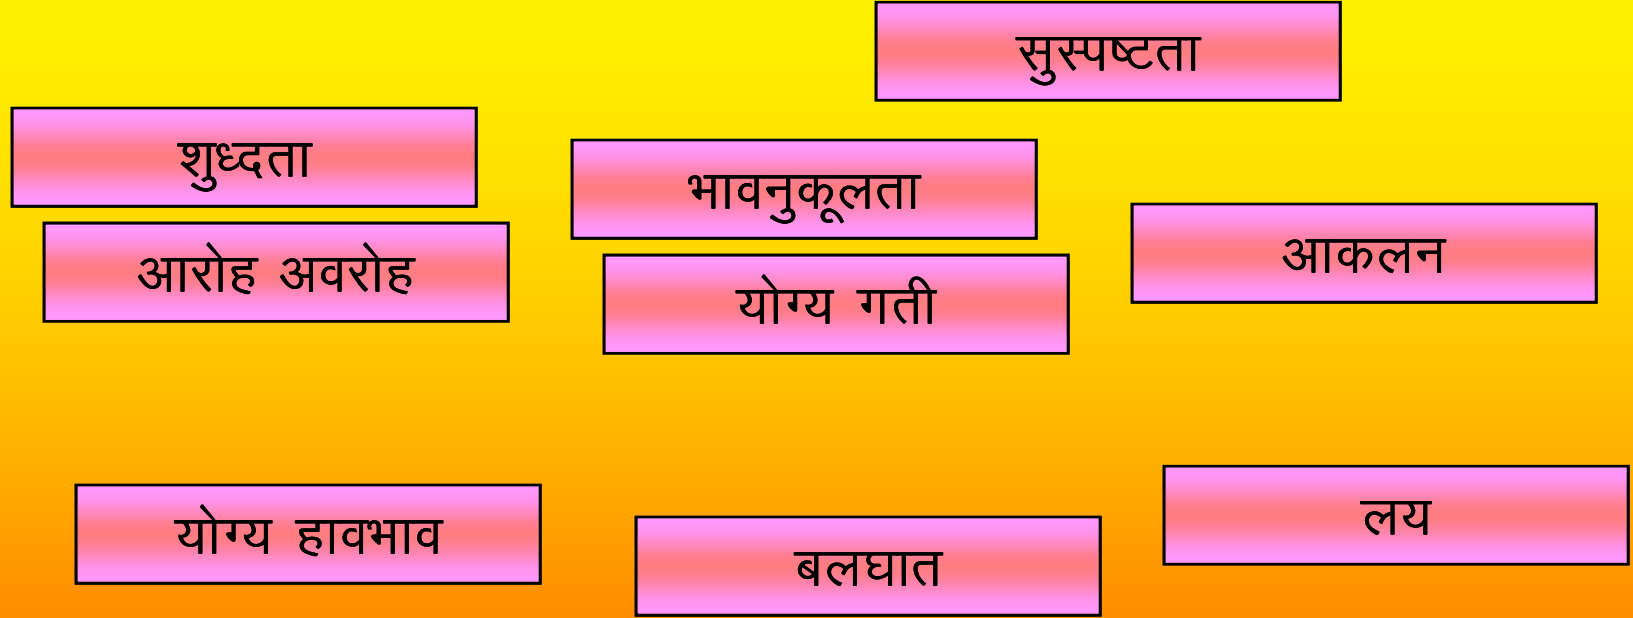 सुस्पष्टता
शुध्दता
भावनुकूलता
आकलन
आरोह अवरोह
योग्य गती
योग्य हावभाव
बलघात
लय